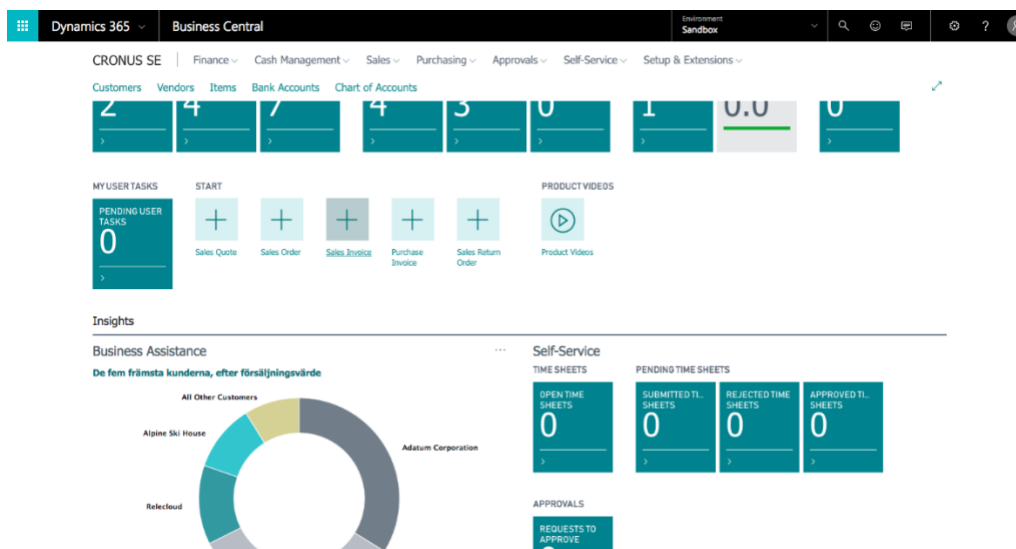 Dynamics 365
Business Central
Environment
Sandbox
?
CRONUS SE
Finance
Cash Management
Sales
Purchasing
Approvals
Self-Service
Setup & Extensions
Customers
Vendors
Items
Bank Accounts
Chart of Accounts
2
4
7
4
3
0
1
0.0
0
MY USER TASKS
START
PRODUCT VIDEOS
PENDING USER
TASKS
0
Sales Quote
Sales Order
Sales Invoice
Purchase
Invoice
Sales Return
Order
Product Videos
Insights
Business Assistance
De fem främsta kunderna, efter försäljningsvärde
All Other Customers
Alpine Ski House
Adatum Corporation
Relecloud
Self-Service
TIME SHEETS
PENDING TIME SHEETS
OPEN TIME
SHEETS
0
SUBMITTED TI...
SHEETS
0
REJECTED TIME
SHEETS
0
APPROVED TI...
SHEETS
0
APPROVALS
REQUESTS TO
APPROVE